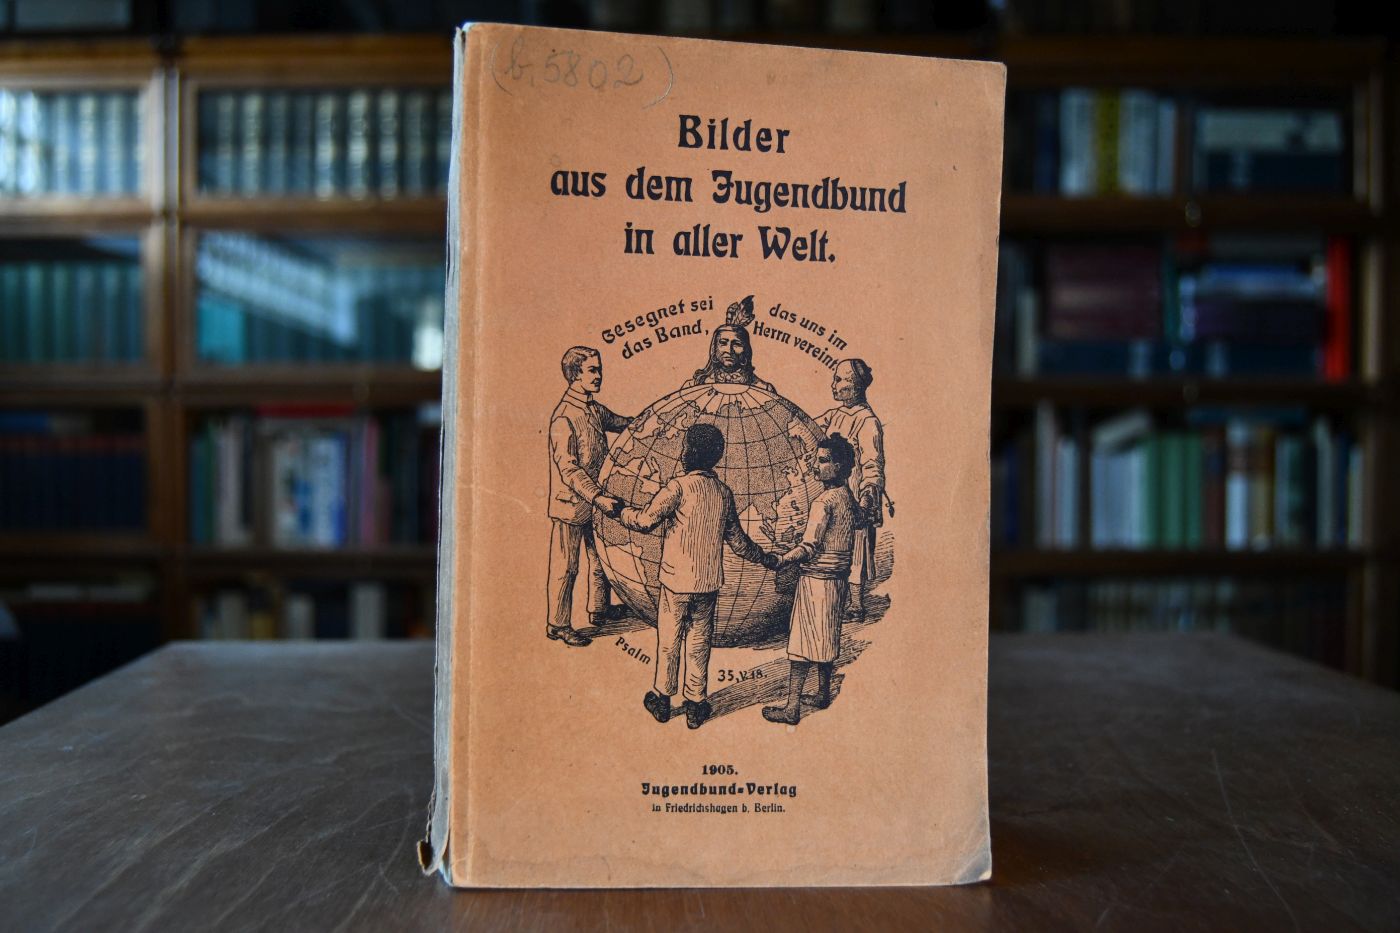 (b, 5802)
Bilder
aus dem Jugendbund
in aller Welt.
Gesegnet sei
das Band,
das uns im
Herrn vereint.
Psalm
35, V. 18.
1905.
Jugendbund-Verlag
in Friedrichshagen b. Berlin.